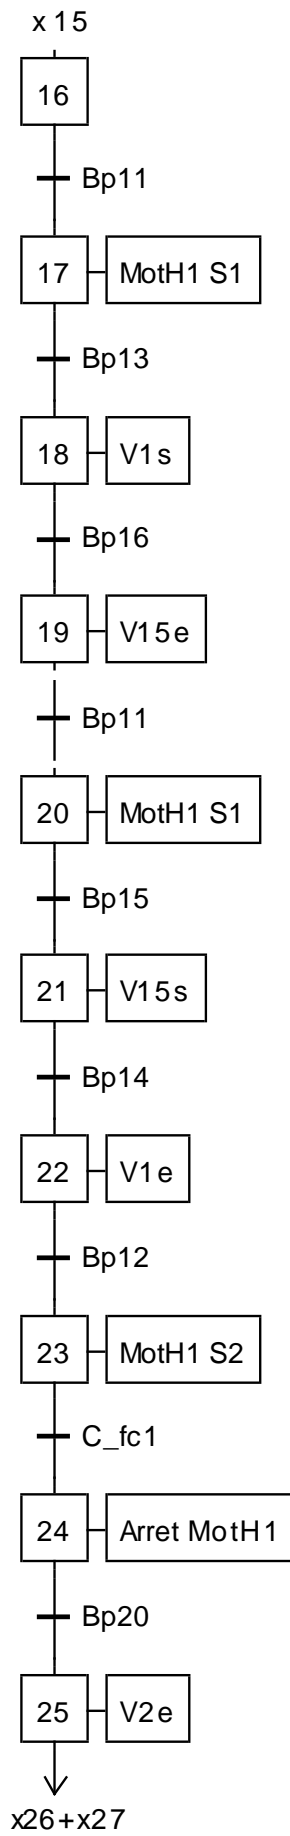 x 15
16
Bp11
17 MotH1 S1
Bp13
18 V1s
Bp16
19 V15e
Bp11
20 MotH1 S1
Bp15
21 V15s
Bp14
22 V1e
Bp12
23 MotH1 S2
C_fc1
24 Arret MotH1
Bp20
25 V2e
x26+x27